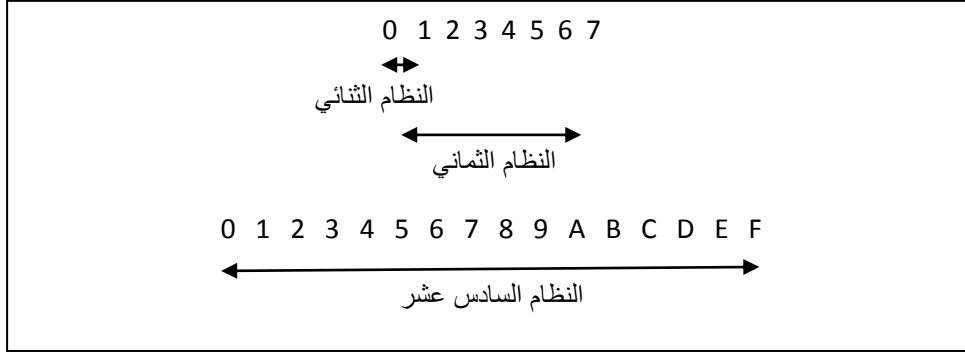 0 1 2 3 4 5 6 7
النظام الثنائي
النظام الثماني
0 1 2 3 4 5 6 7 8 9 A B C D E F
النظام السادس عشر